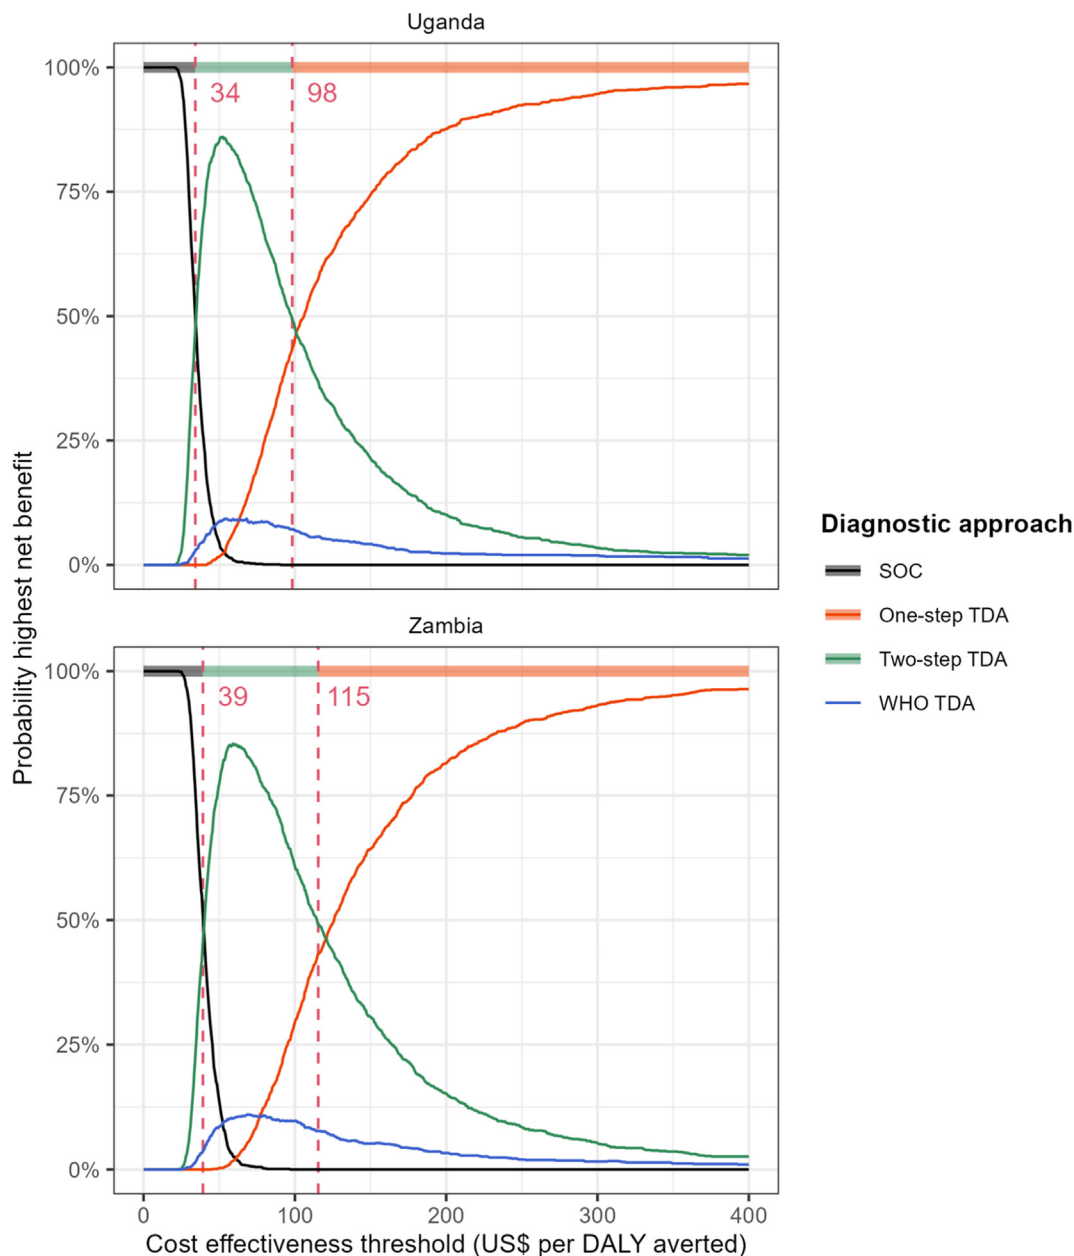 Uganda
100%
75%
50%
25%
0%
34
98
Zambia
100%
75%
50%
25%
0%
39
115
0
100
200
300
400
Cost effectiveness threshold (US$ per DALY averted)
Probability highest net benefit
Diagnostic approach
SOC
One-step TDA
Two-step TDA
WHO TDA